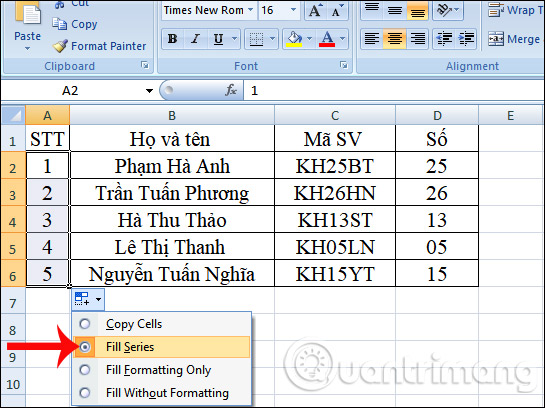 Cut
Copy
Paste
Format Painter
Clipboard
Times New Rom 16
B I U A
Font
Wrap T
Merge
Alignment
A2 fx 1
A B C D E
1 STT Họ và tên Mã SV Số
2 1 Phạm Hà Anh KH25BT 25
3 2 Trần Tuấn Phương KH26HN 26
4 3 Hà Thu Thảo KH13ST 13
5 4 Lê Thị Thanh KH05LN 05
6 5 Nguyễn Tuấn Nghĩa KH15YT 15
7
8
9
10
Copy Cells
Fill Series
Fill Formatting Only
Fill Without Formatting
Quantrimang